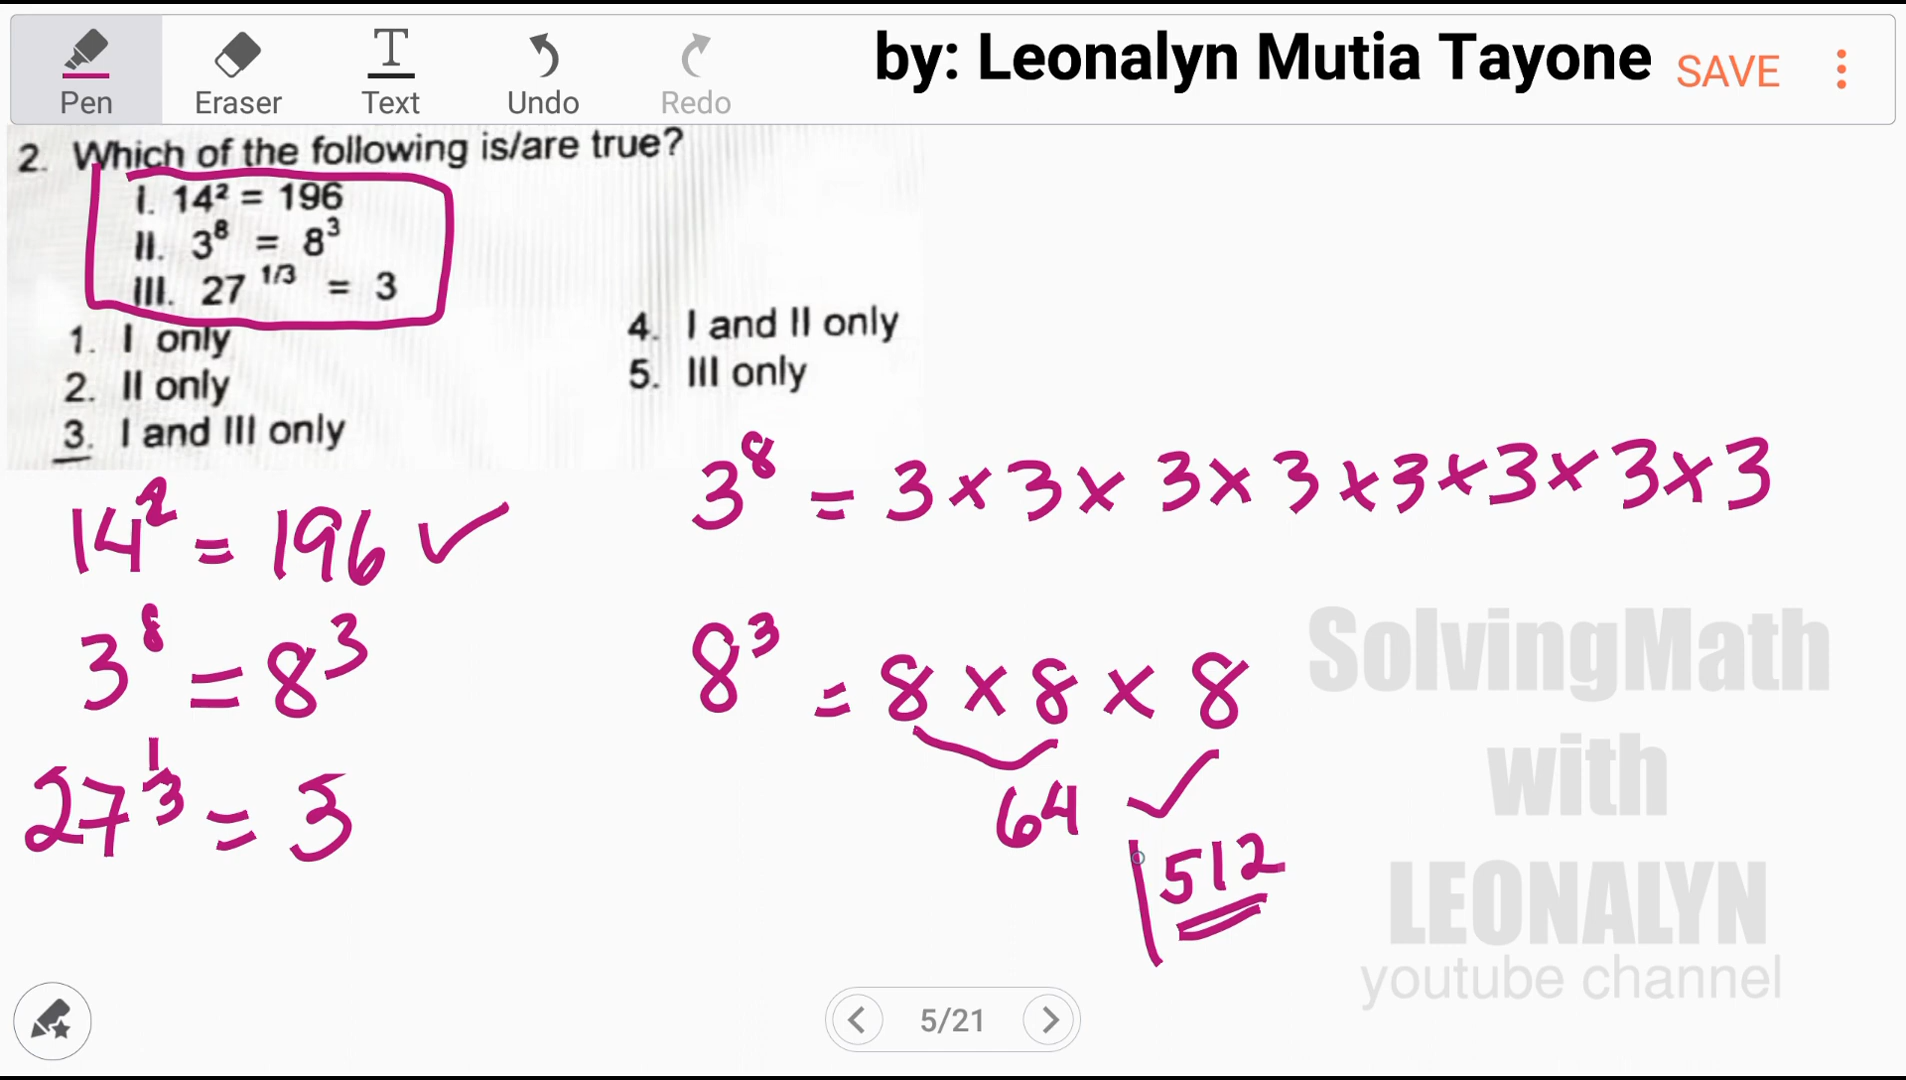 by: Leonalyn Mutia Tayone
SAVE
Pen
Eraser
Text
Undo
Redo
2. Which of the following is/are true?
I. 14² = 196
II. 3⁸ = 8³
III. 27 ¹/³ = 3
1. I only
2. II only
3. I and III only
4. I and II only
5. III only
14² = 196 ✓
3⁸ = 8³
27^1/3 = 3
3⁸ = 3 × 3 × 3 × 3 × 3 × 3 × 3 × 3
8³ = 8 × 8 × 8
64 ✓
512
SolvingMath
with
LEONALYN
youtube channel
5/21